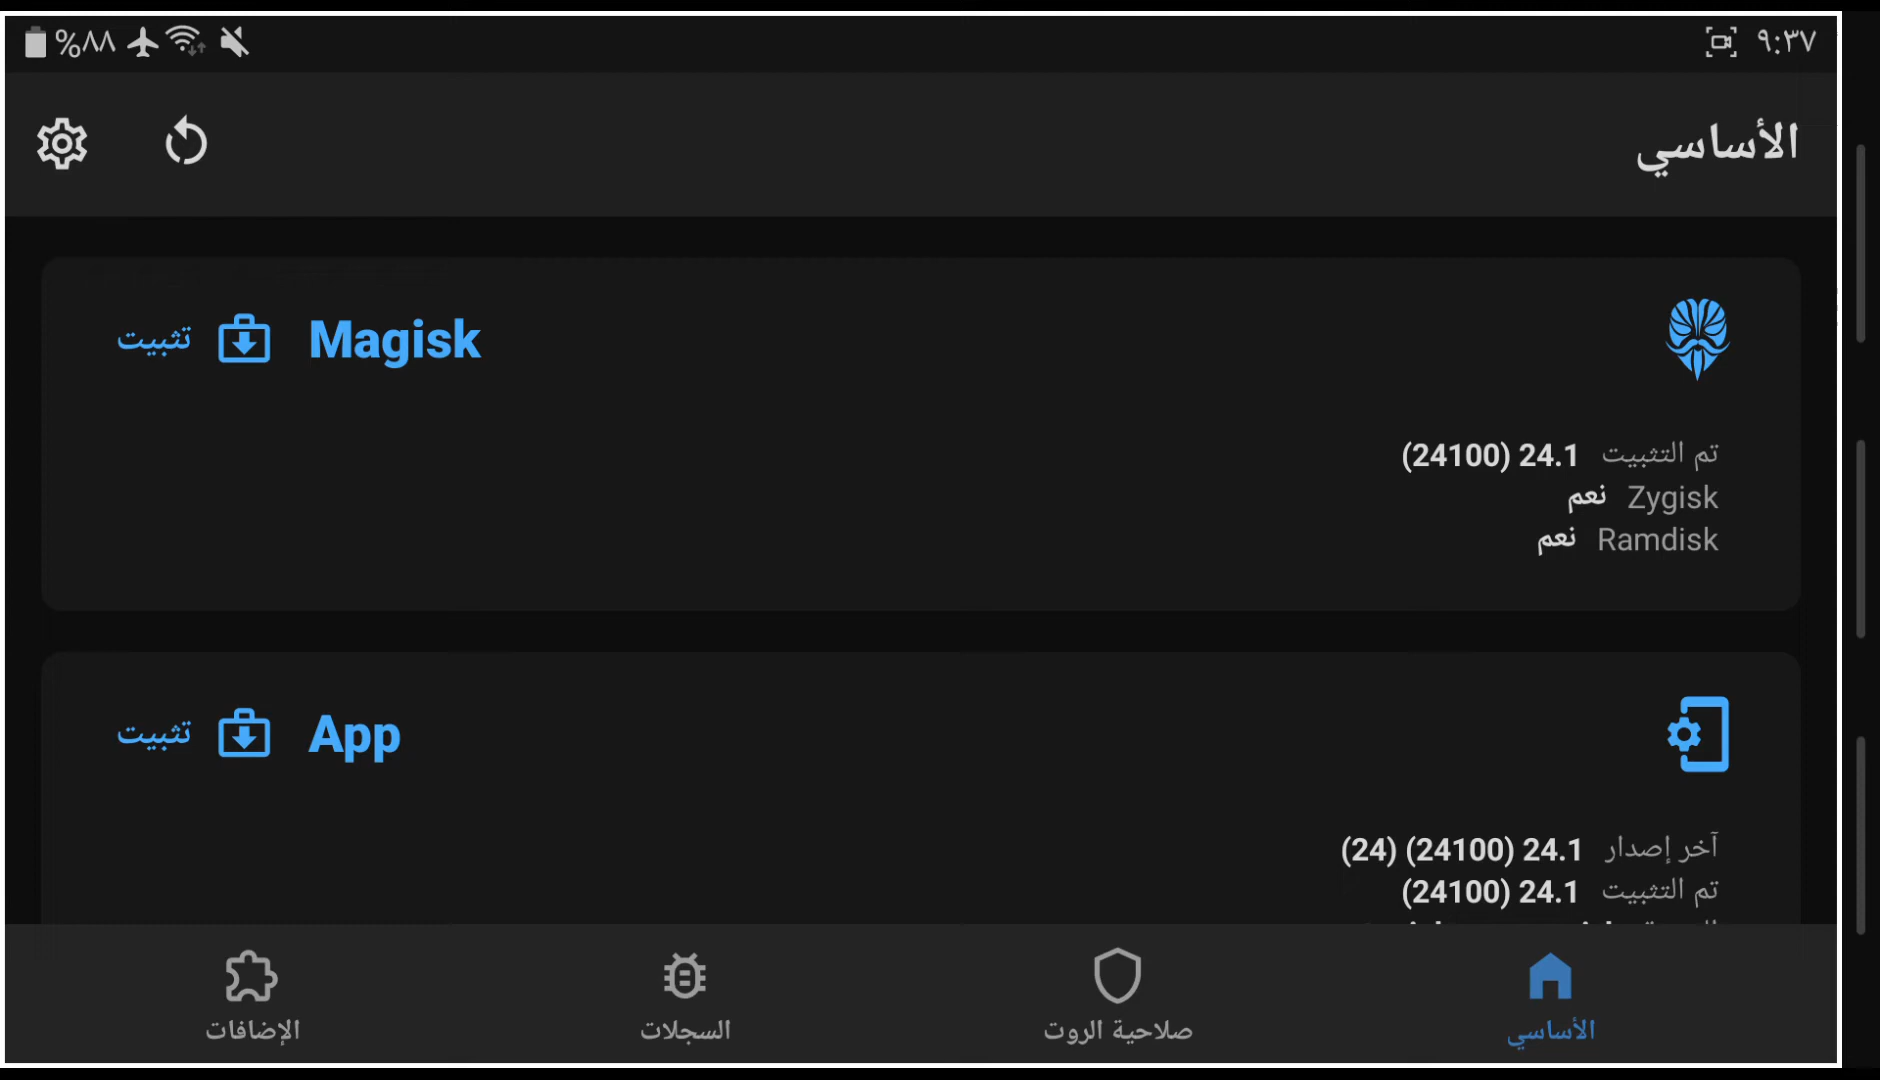 ٩:٣٧
%٨٨
الأساسي
Magisk
تثبيت
تم التثبيت 24.1 (24100)
Zygisk نعم
Ramdisk نعم
App
تثبيت
آخر إصدار 24.1 (24100) (24)
تم التثبيت 24.1 (24100)
الأساسي
صلاحية الروت
السجلات
الإضافات